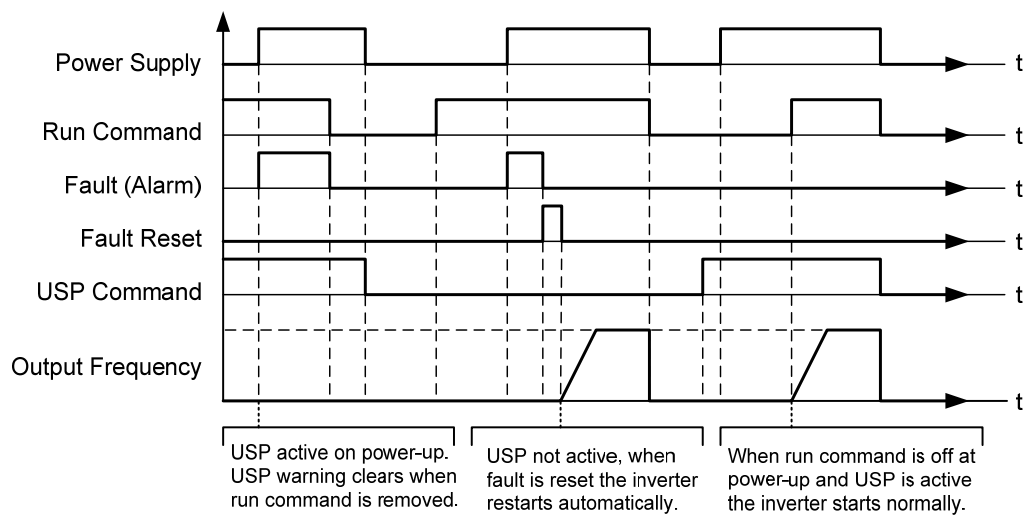 Power Supply
t
Run Command
t
Fault (Alarm)
t
Fault Reset
t
USP Command
t
Output Frequency
t
USP active on power-up.
USP warning clears when
run command is removed.
USP not active, when
fault is reset the inverter
restarts automatically.
When run command is off at
power-up and USP is active
the inverter starts normally.